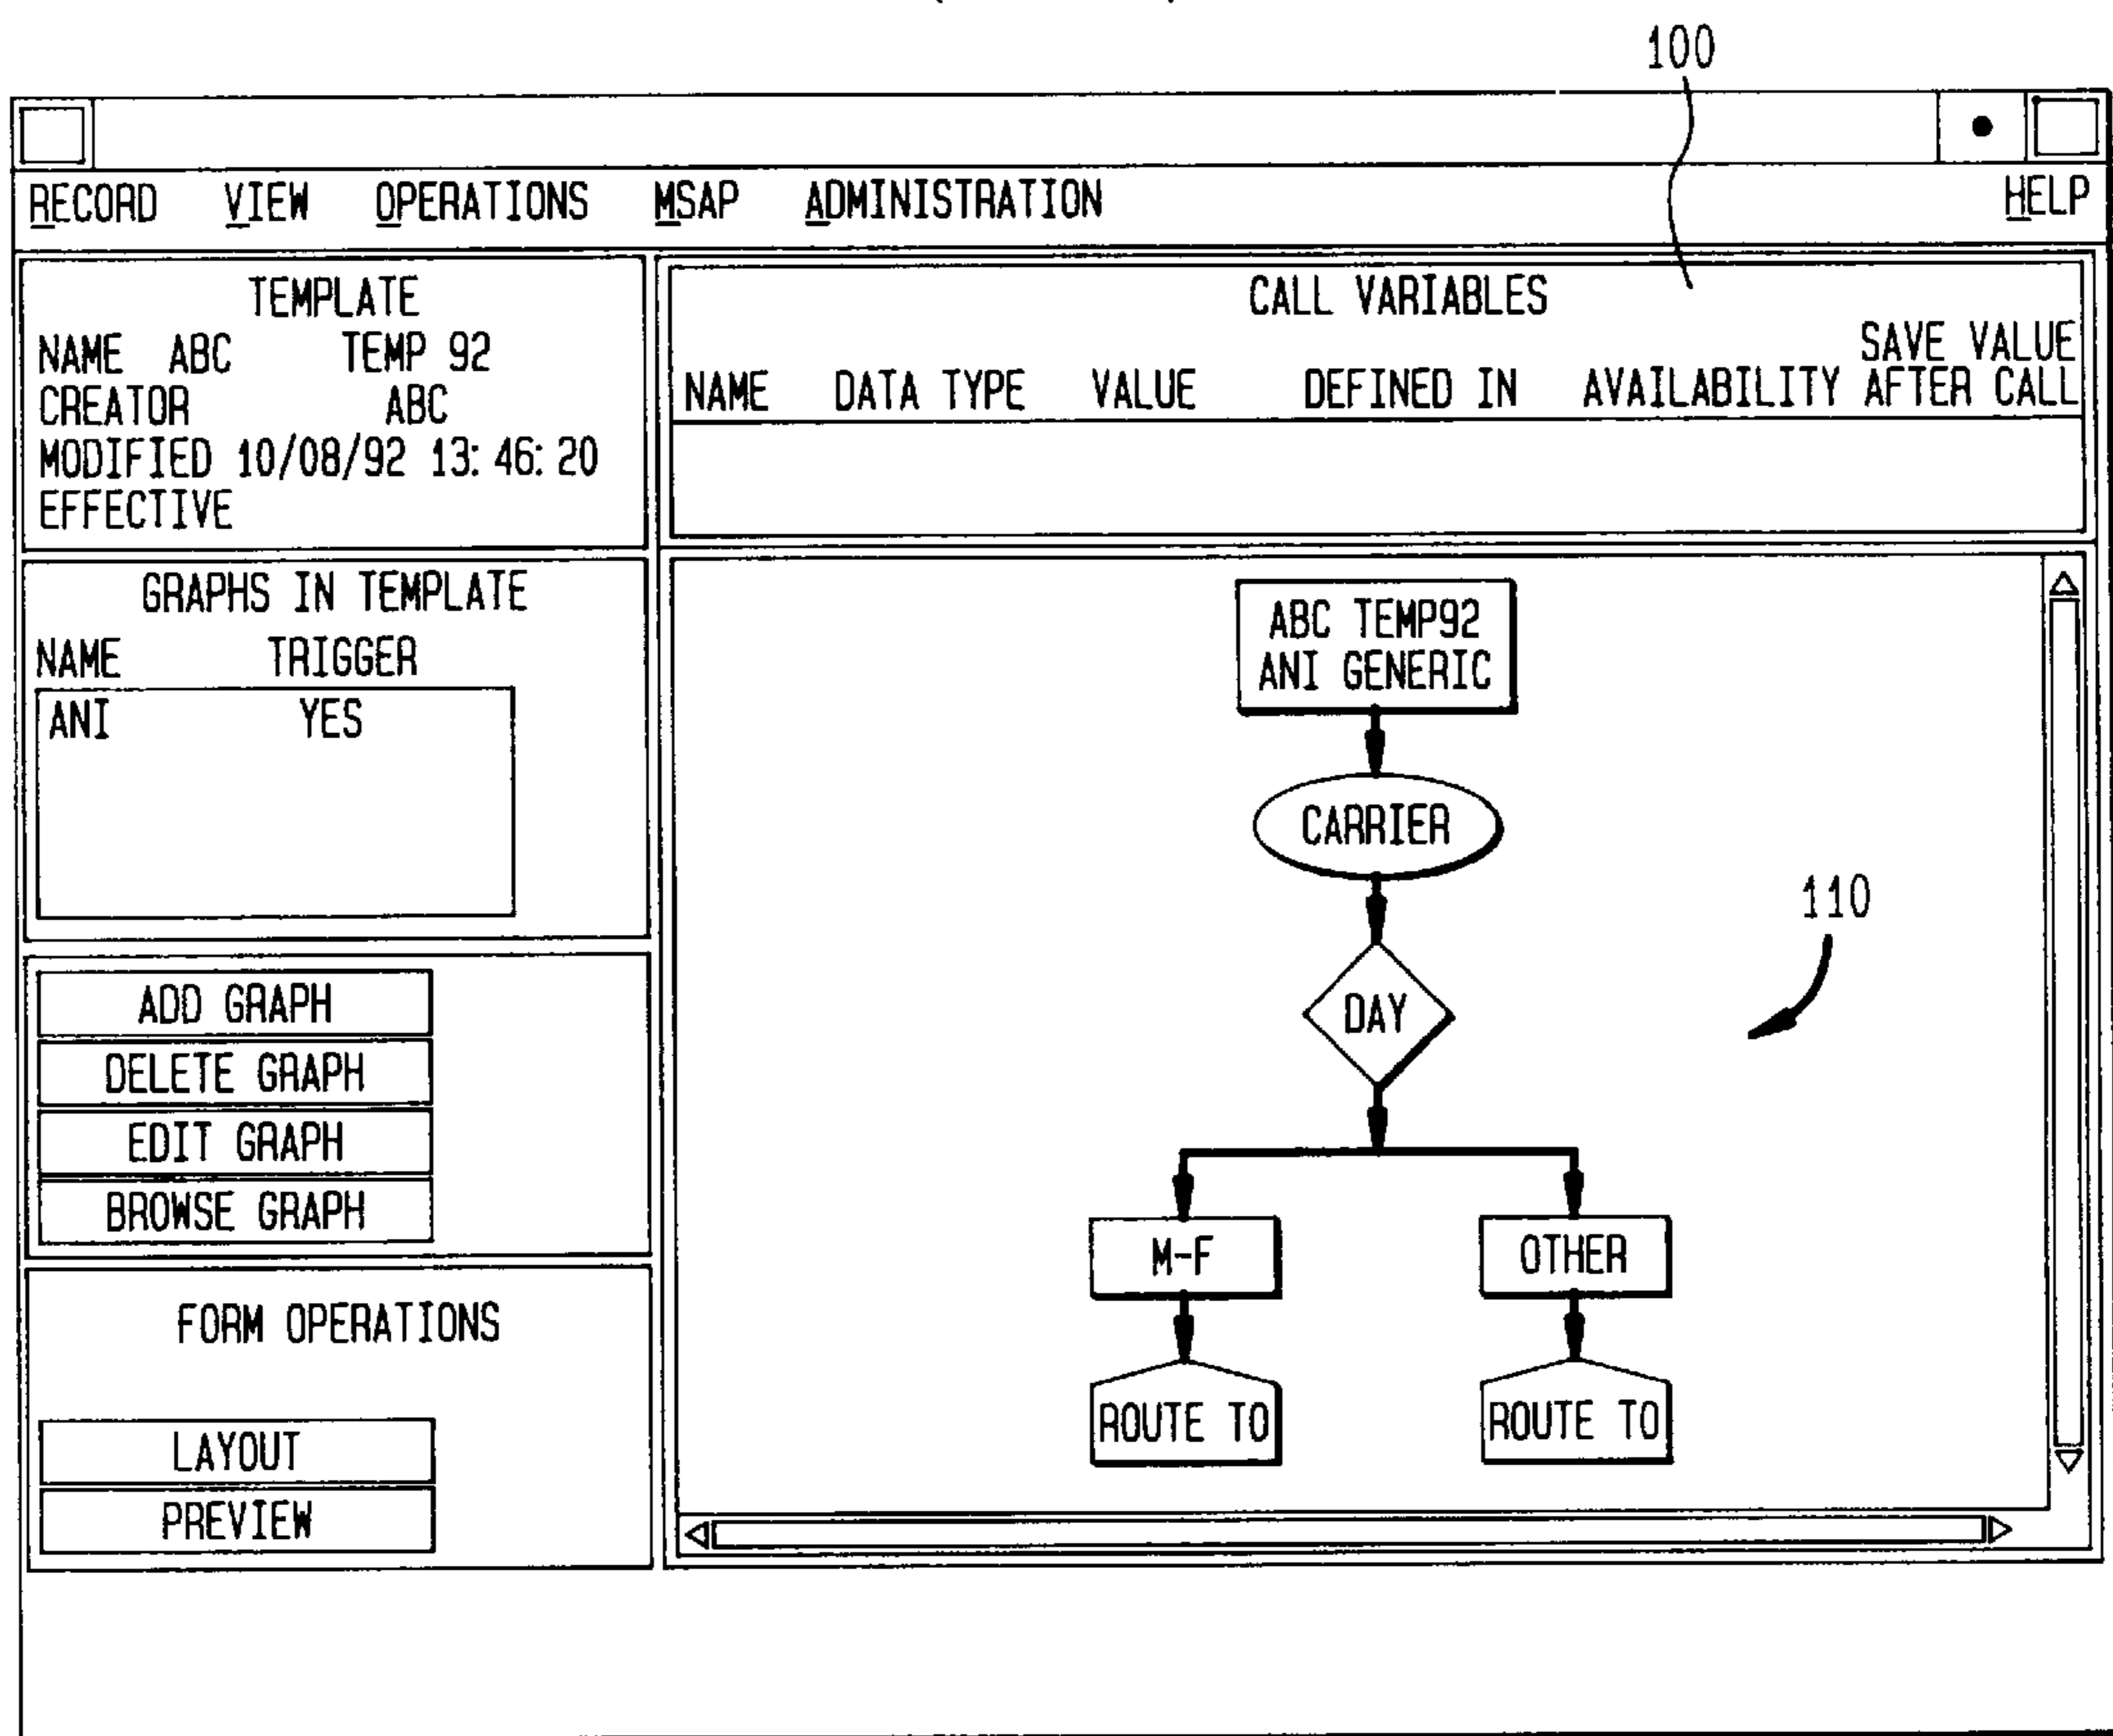 100
RECORD VIEW OPERATIONS MSAP ADMINISTRATION HELP
TEMPLATE
NAME ABC TEMP 92
CREATOR ABC
MODIFIED 10/08/92 13:46:20
EFFECTIVE
CALL VARIABLES
SAVE VALUE
NAME DATA TYPE VALUE DEFINED IN AVAILABILITY AFTER CALL
GRAPHS IN TEMPLATE
NAME TRIGGER
ANI YES
ADD GRAPH
DELETE GRAPH
EDIT GRAPH
BROWSE GRAPH
FORM OPERATIONS
LAYOUT
PREVIEW
ABC TEMP92
ANI GENERIC
CARRIER
110
DAY
M-F OTHER
ROUTE TO ROUTE TO